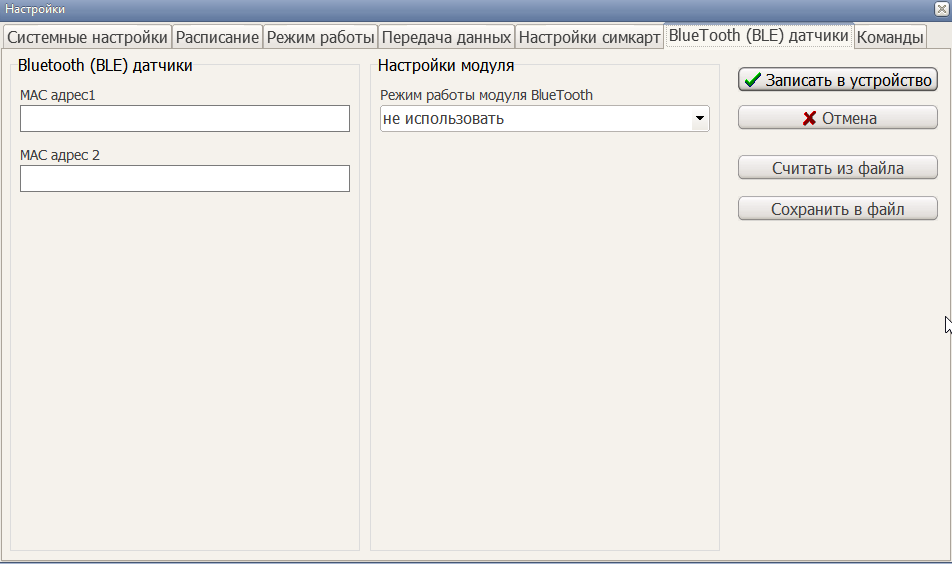 Настройки
Системные настройки Расписание Режим работы Передача данных Настройки симкарт BlueTooth (BLE) датчики Команды
Bluetooth (BLE) датчики
MAC адрес1
MAC адрес 2
Настройки модуля
Режим работы модуля BlueTooth
не использовать
Записать в устройство
Отмена
Считать из файла
Сохранить в файл